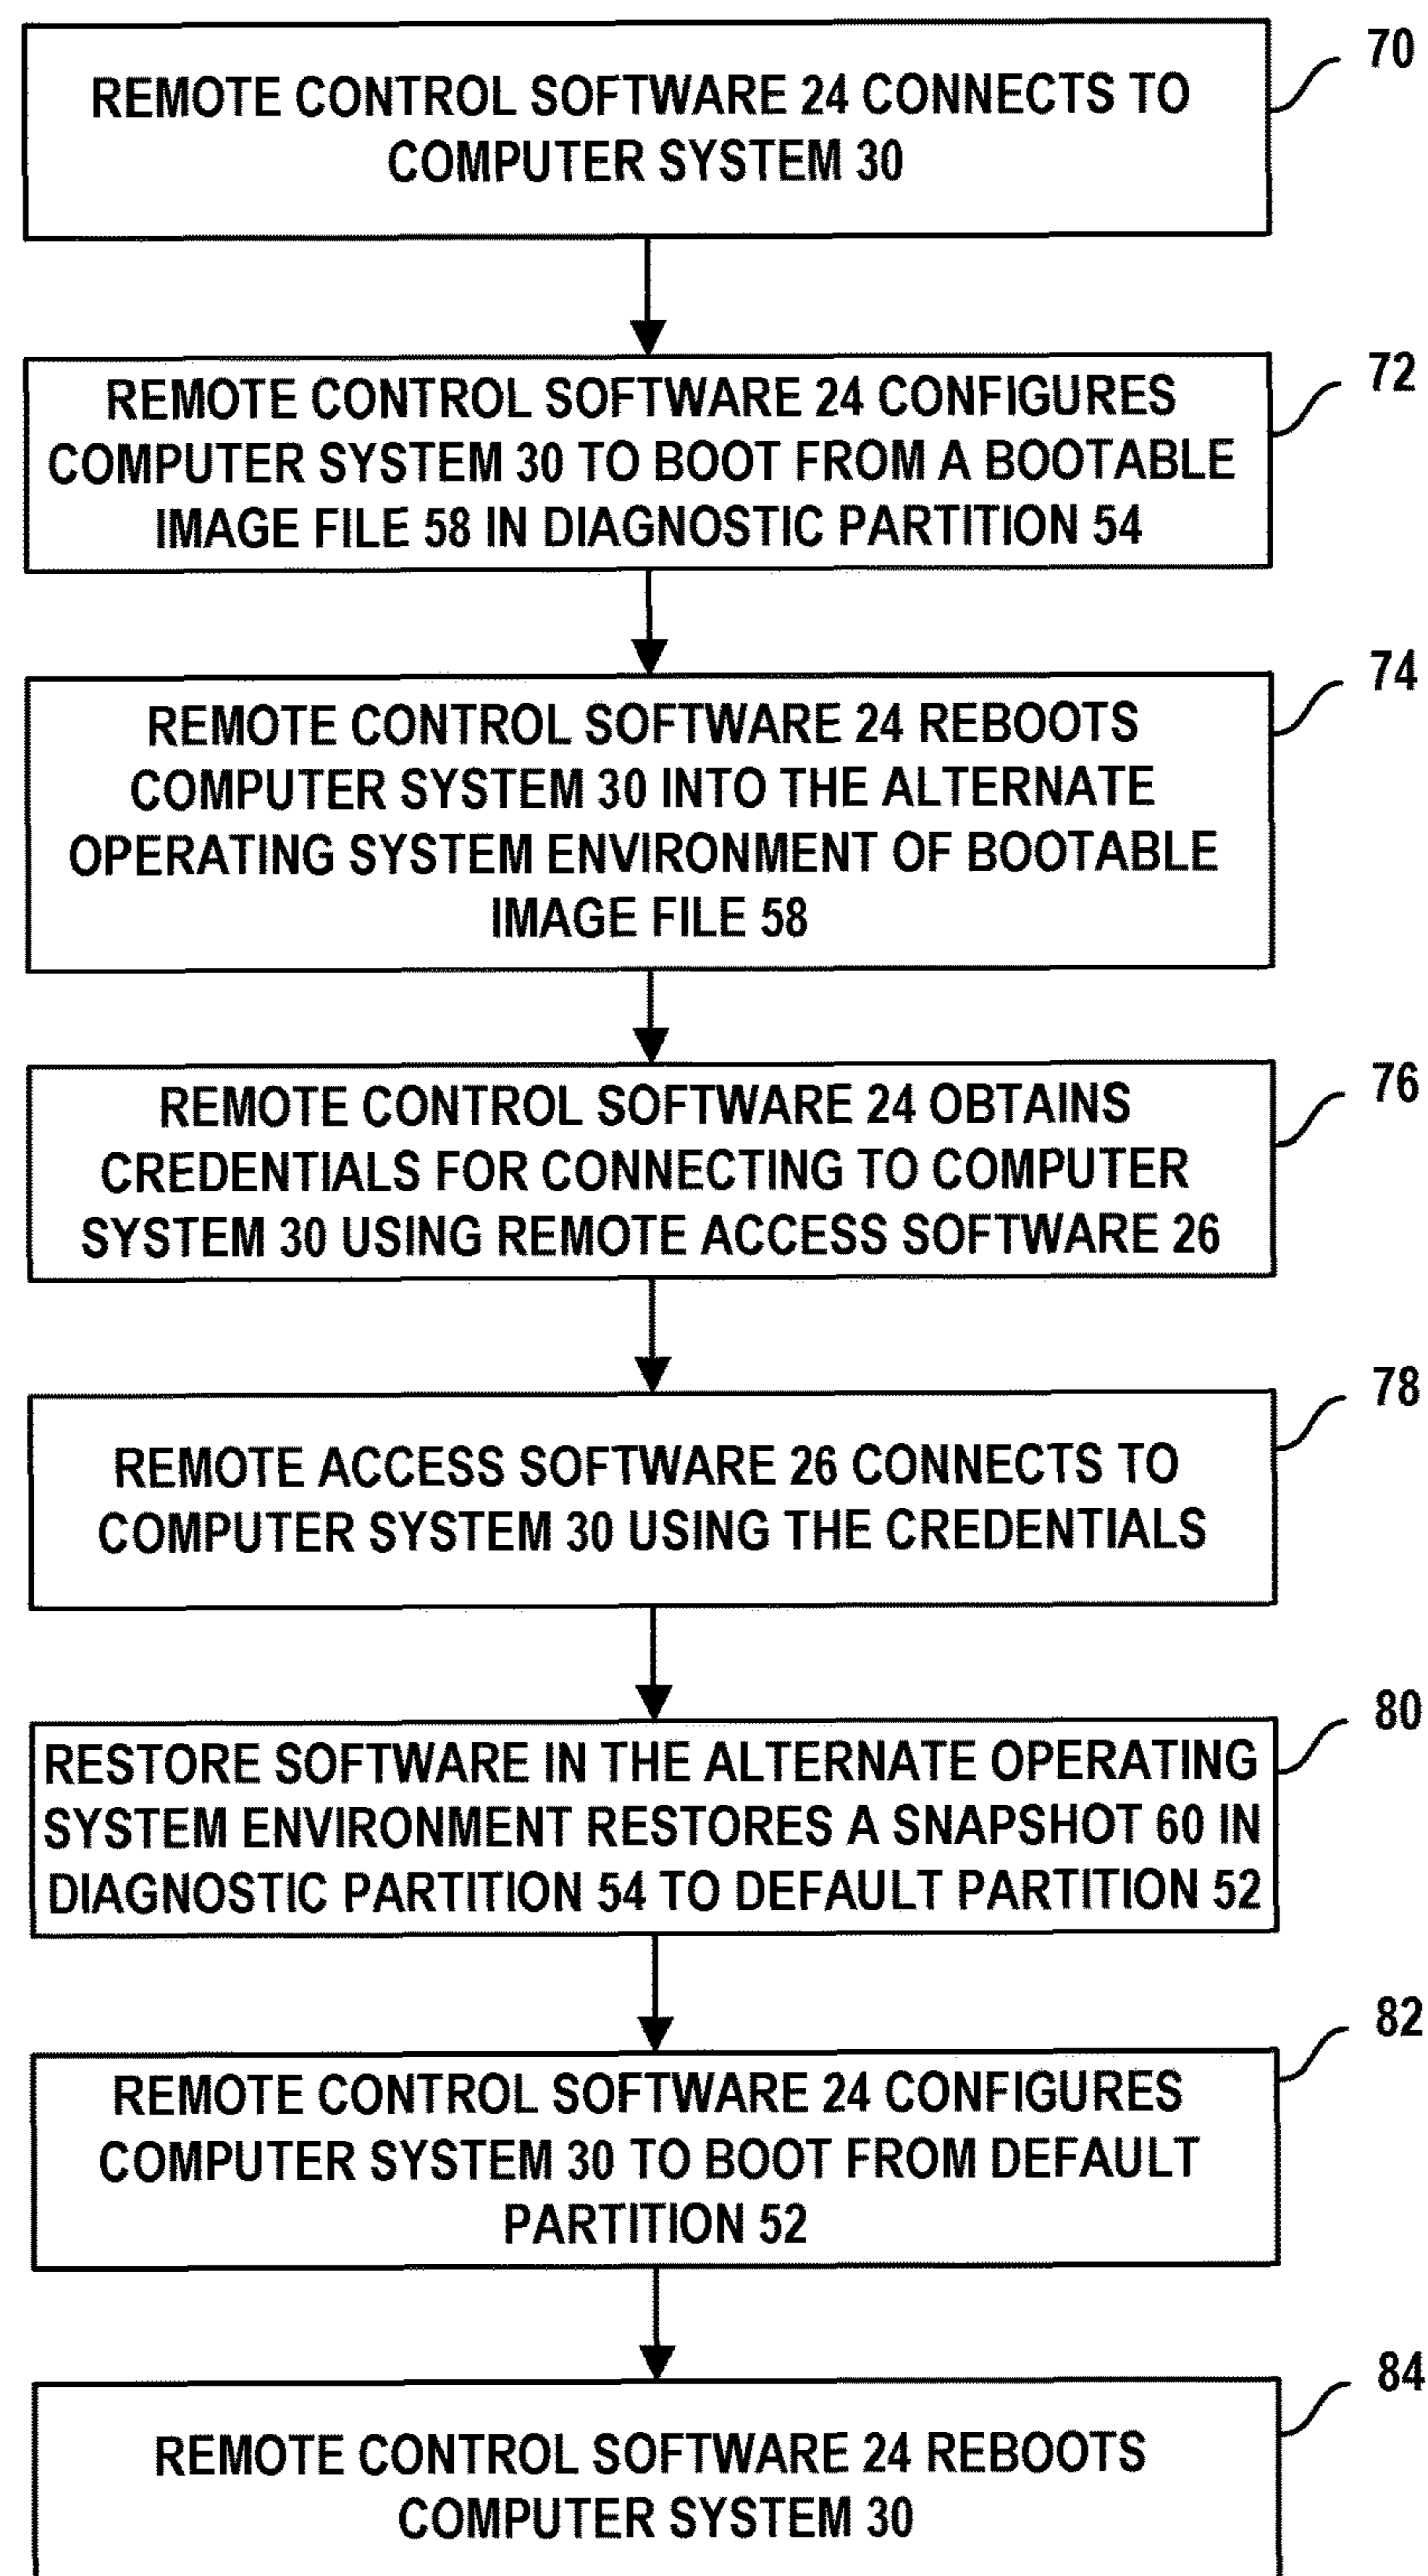 70
REMOTE CONTROL SOFTWARE 24 CONNECTS TO
COMPUTER SYSTEM 30
72
REMOTE CONTROL SOFTWARE 24 CONFIGURES
COMPUTER SYSTEM 30 TO BOOT FROM A BOOTABLE
IMAGE FILE 58 IN DIAGNOSTIC PARTITION 54
74
REMOTE CONTROL SOFTWARE 24 REBOOTS
COMPUTER SYSTEM 30 INTO THE ALTERNATE
OPERATING SYSTEM ENVIRONMENT OF BOOTABLE
IMAGE FILE 58
76
REMOTE CONTROL SOFTWARE 24 OBTAINS
CREDENTIALS FOR CONNECTING TO COMPUTER
SYSTEM 30 USING REMOTE ACCESS SOFTWARE 26
78
REMOTE ACCESS SOFTWARE 26 CONNECTS TO
COMPUTER SYSTEM 30 USING THE CREDENTIALS
80
RESTORE SOFTWARE IN THE ALTERNATE OPERATING
SYSTEM ENVIRONMENT RESTORES A SNAPSHOT 60 IN
DIAGNOSTIC PARTITION 54 TO DEFAULT PARTITION 52
82
REMOTE CONTROL SOFTWARE 24 CONFIGURES
COMPUTER SYSTEM 30 TO BOOT FROM DEFAULT
PARTITION 52
84
REMOTE CONTROL SOFTWARE 24 REBOOTS
COMPUTER SYSTEM 30